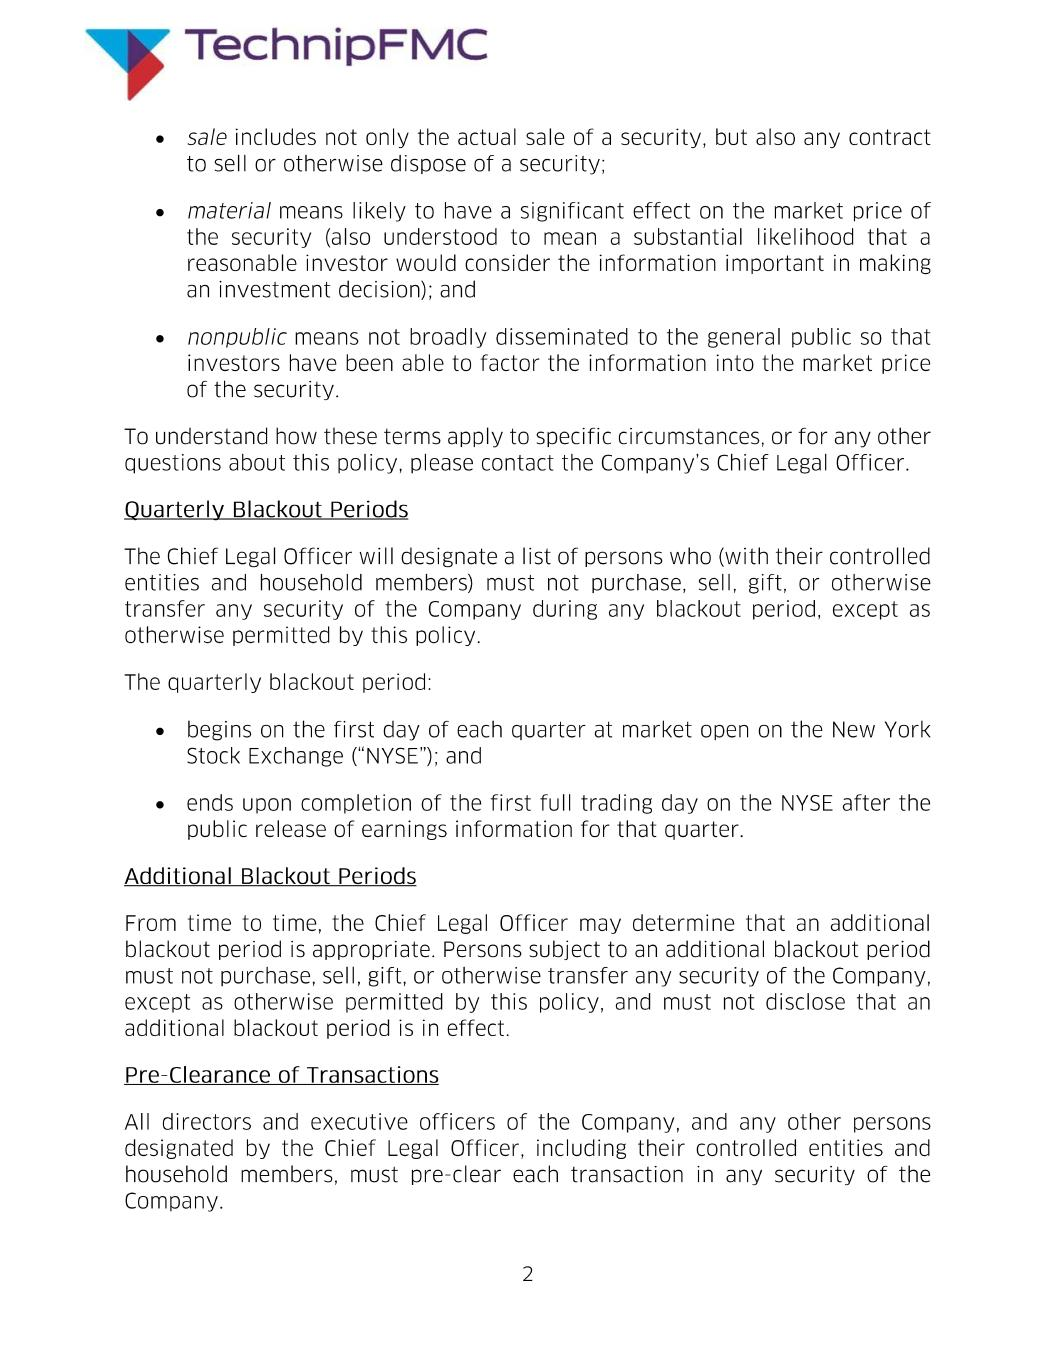 TechnipFMC
• sale includes not only the actual sale of a security, but also any contract
to sell or otherwise dispose of a security;
• material means likely to have a significant effect on the market price of
the security (also understood to mean a substantial likelihood that a
reasonable investor would consider the information important in making
an investment decision); and
• nonpublic means not broadly disseminated to the general public so that
investors have been able to factor the information into the market price
of the security.
To understand how these terms apply to specific circumstances, or for any other
questions about this policy, please contact the Company's Chief Legal Officer.
Quarterly Blackout Periods
The Chief Legal Officer will designate a list of persons who (with their controlled
entities and household members) must not purchase, sell, gift, or otherwise
transfer any security of the Company during any blackout period, except as
otherwise permitted by this policy.
The quarterly blackout period:
• begins on the first day of each quarter at market open on the New York
Stock Exchange (“NYSE”); and
• ends upon completion of the first full trading day on the NYSE after the
public release of earnings information for that quarter.
Additional Blackout Periods
From time to time, the Chief Legal Officer may determine that an additional
blackout period is appropriate. Persons subject to an additional blackout period
must not purchase, sell, gift, or otherwise transfer any security of the Company,
except as otherwise permitted by this policy, and must not disclose that an
additional blackout period is in effect.
Pre-Clearance of Transactions
All directors and executive officers of the Company, and any other persons
designated by the Chief Legal Officer, including their controlled entities and
household members, must pre-clear each transaction in any security of the
Company.
2